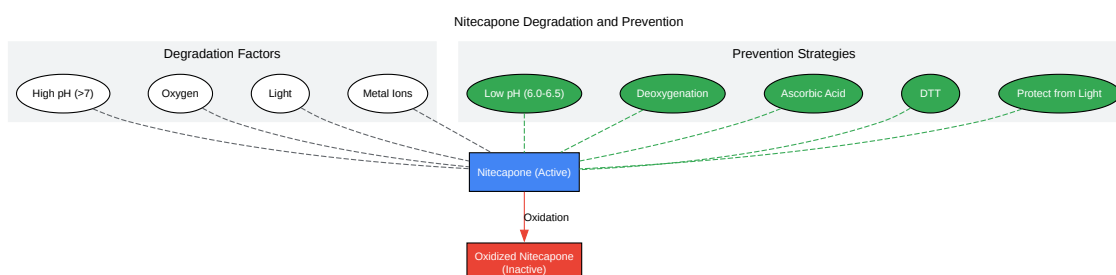 Nitecapone Degradation and Prevention
Degradation Factors
Prevention Strategies
High pH (>7)
Oxygen
Light
Metal Ions
Low pH (6.0-6.5)
Deoxygenation
Ascorbic Acid
DTT
Protect from Light
Nitecapone (Active)
Oxidation
Oxidized Nitecapone
(Inactive)